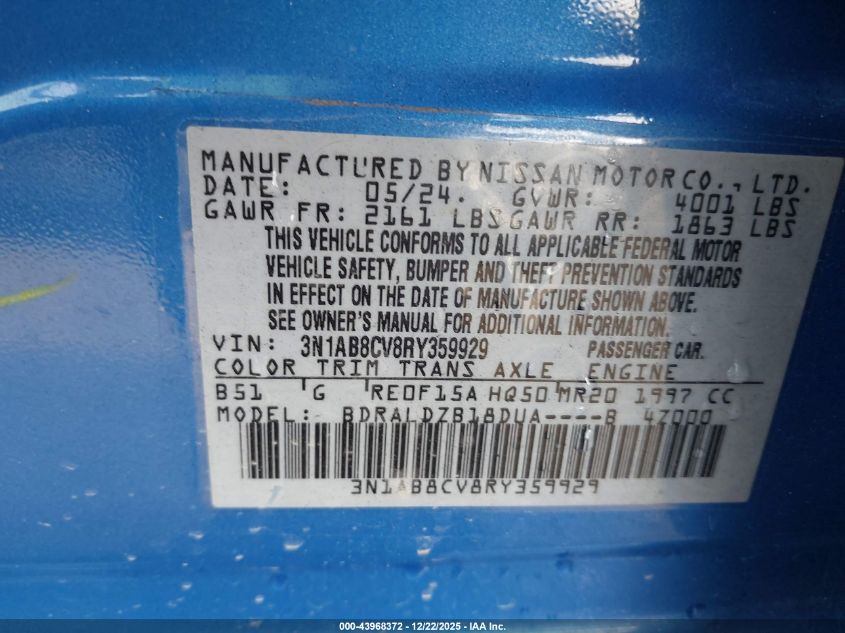 MANUFACTURED BY NISSAN MOTOR CO., LTD.
DATE: 05/24. GVWR: 4001 LBS
GAWR FR: 2161 LBS GAWR RR: 1863 LBS
THIS VEHICLE CONFORMS TO ALL APPLICABLE FEDERAL MOTOR
VEHICLE SAFETY, BUMPER AND THEFT PREVENTION STANDARDS
IN EFFECT ON THE DATE OF MANUFACTURE SHOWN ABOVE.
SEE OWNER'S MANUAL FOR ADDITIONAL INFORMATION.
VIN: 3N1AB8CV8RY359929 PASSENGER CAR.
COLOR TRIM TRANS AXLE ENGINE
B51 G RE0F15A HQ50 MR20 1997 CC
MODEL: BDRALDZB18DUA----B 4Z000
3N1AB8CV8RY359929
000-43968372 - 12/22/2025 - IAA Inc.